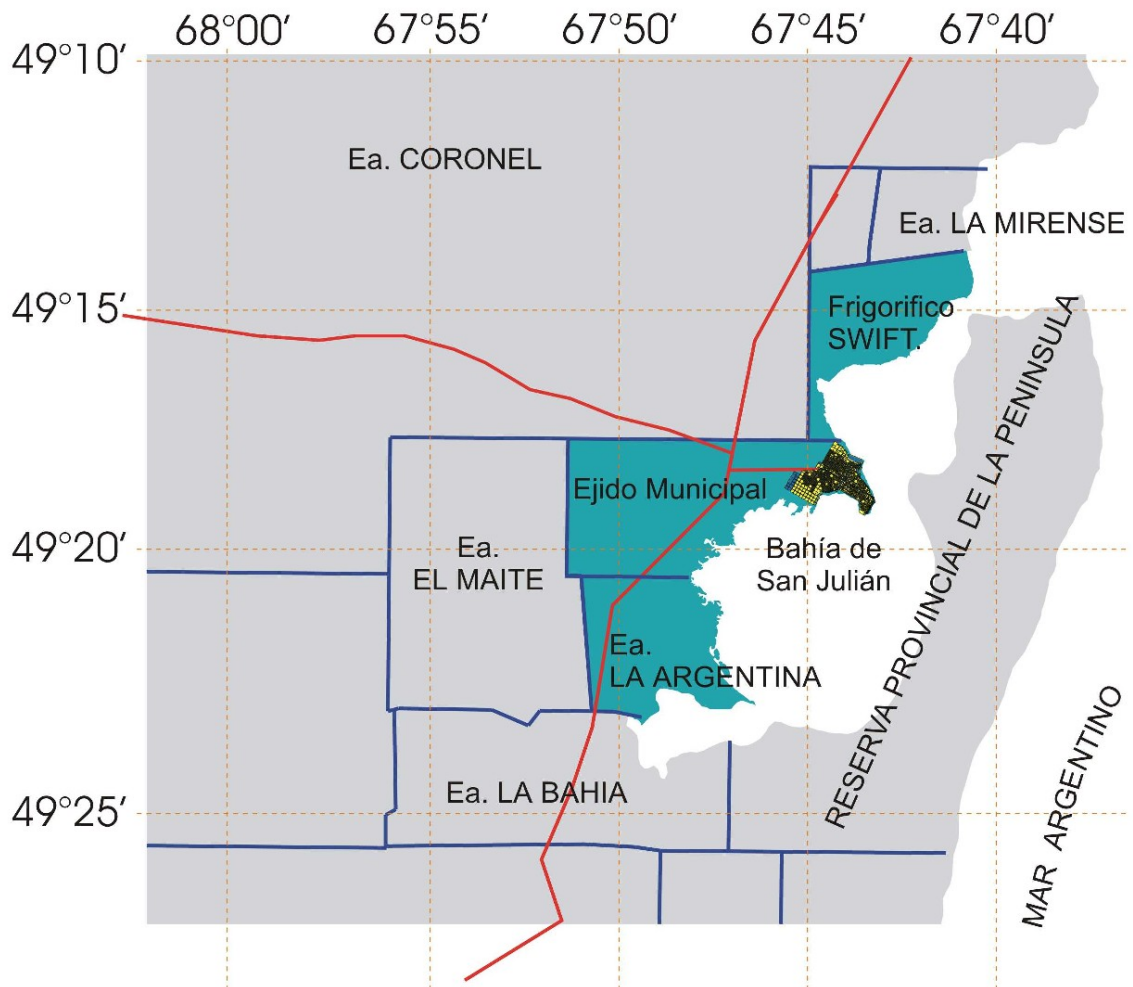 68°00′ 67°55′ 67°50′ 67°45′ 67°40′
49°10′
Ea. CORONEL
Ea. LA MIRENSE
49°15′
Frigorifico
SWIFT.
Ejido Municipal
49°20′
Ea.
EL MAITE
Bahía de
San Julián
RESERVA PROVINCIAL DE LA PENINSULA
Ea.
LA ARGENTINA
Ea. LA BAHIA
49°25′
MAR ARGENTINO